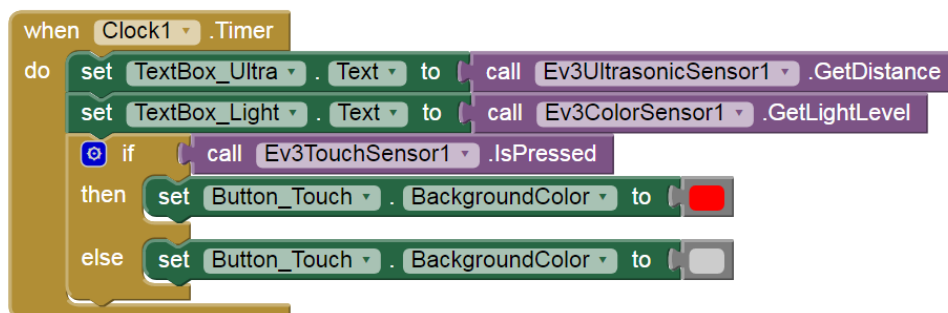 when Clock1 .Timer
do set TextBox_Ultra . Text to call Ev3UltrasonicSensor1 .GetDistance
set TextBox_Light . Text to call Ev3ColorSensor1 .GetLightLevel
if call Ev3TouchSensor1 .IsPressed
then set Button_Touch . BackgroundColor to
else set Button_Touch . BackgroundColor to